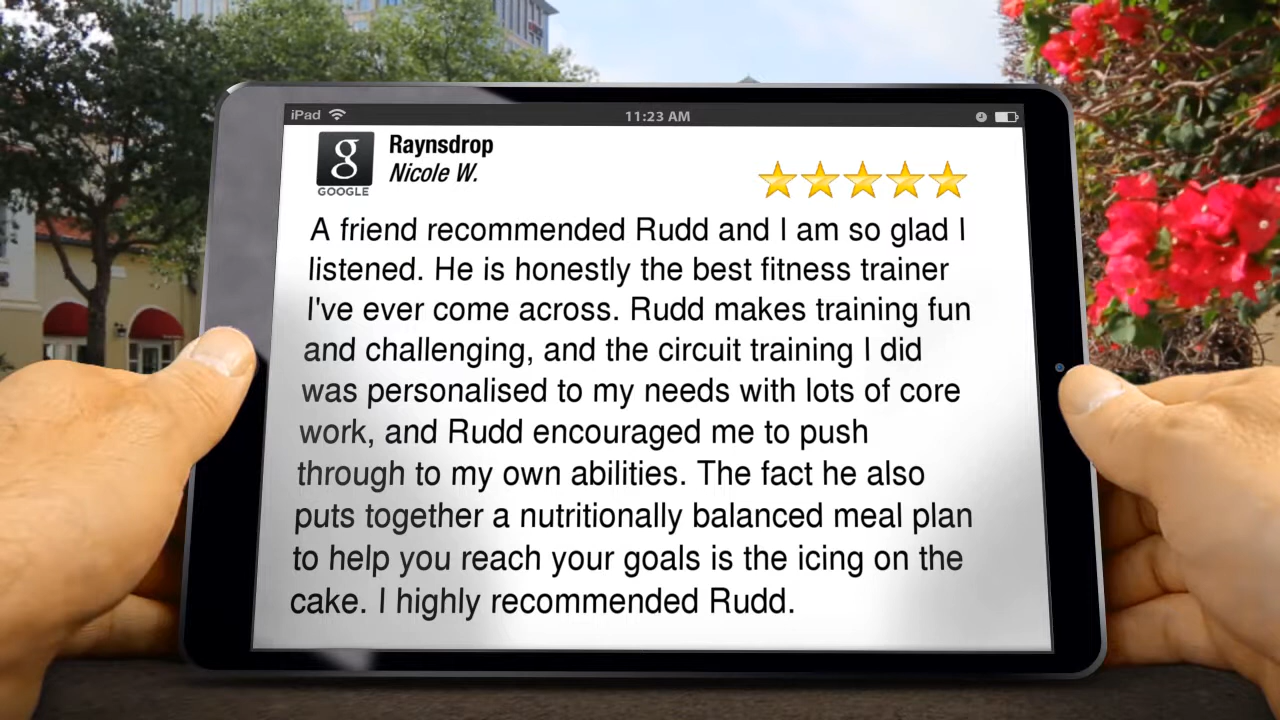 iPad 11:23 AM
g
GOOGLE
Raynsdrop
Nicole W.
A friend recommended Rudd and I am so glad I
listened. He is honestly the best fitness trainer
I've ever come across. Rudd makes training fun
and challenging, and the circuit training I did
was personalised to my needs with lots of core
work, and Rudd encouraged me to push
through to my own abilities. The fact he also
puts together a nutritionally balanced meal plan
to help you reach your goals is the icing on the
cake. I highly recommended Rudd.